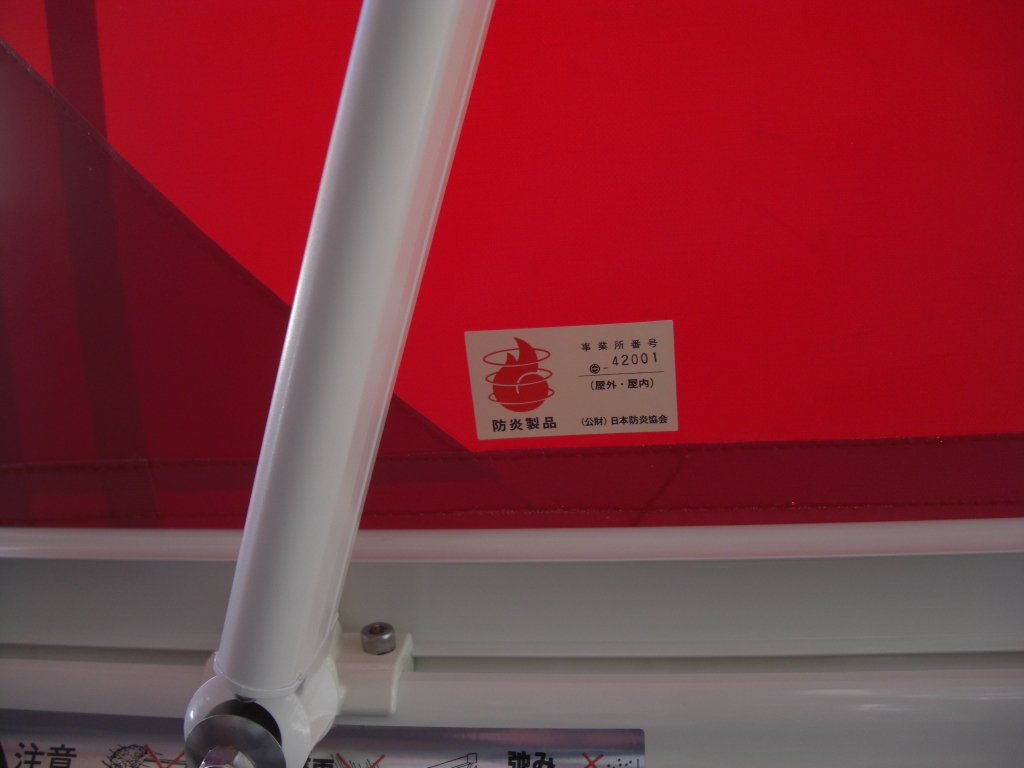 事業所番号
-42001
(屋外・屋内)
防炎製品
(公財)日本防炎協会
注意
弛み